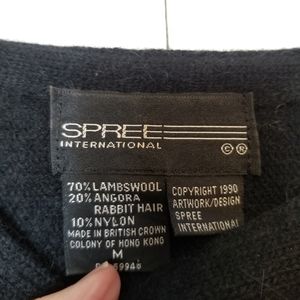 SPREE
INTERNATIONAL
© ®
70% LAMBSWOOL
20% ANGORA
RABBIT HAIR
10% NYLON
MADE IN BRITISH CROWN
COLONY OF HONG KONG
M
COPYRIGHT 1990
ARTWORK/DESIGN
SPREE
INTERNATIONAL